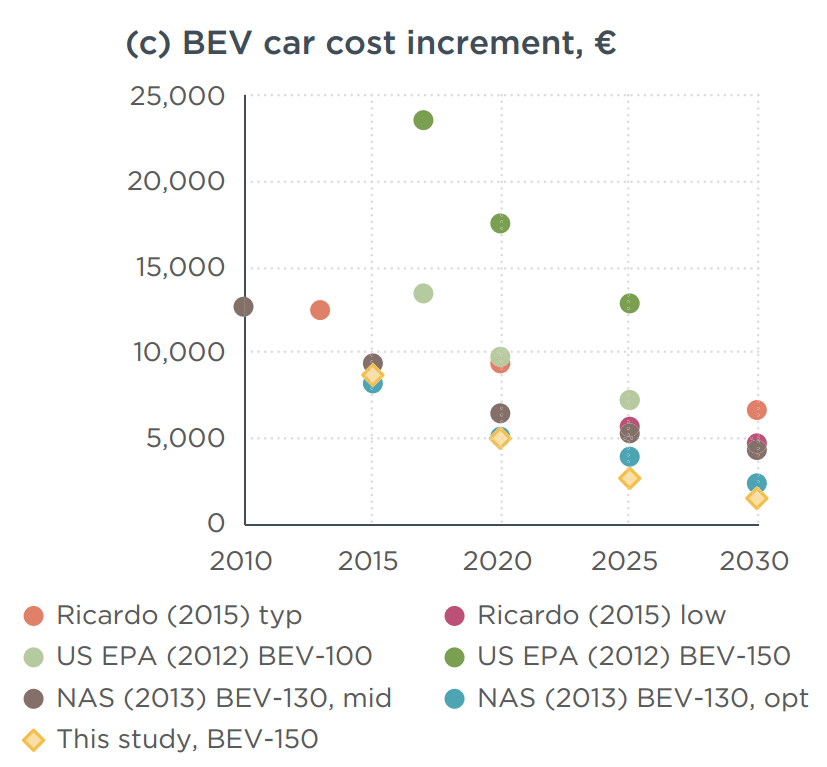 (c) BEV car cost increment, €
25,000
20,000
15,000
10,000
5,000
0
2010 2015 2020 2025 2030
Ricardo (2015) typ Ricardo (2015) low
US EPA (2012) BEV-100 US EPA (2012) BEV-150
NAS (2013) BEV-130, mid NAS (2013) BEV-130, opt
This study, BEV-150